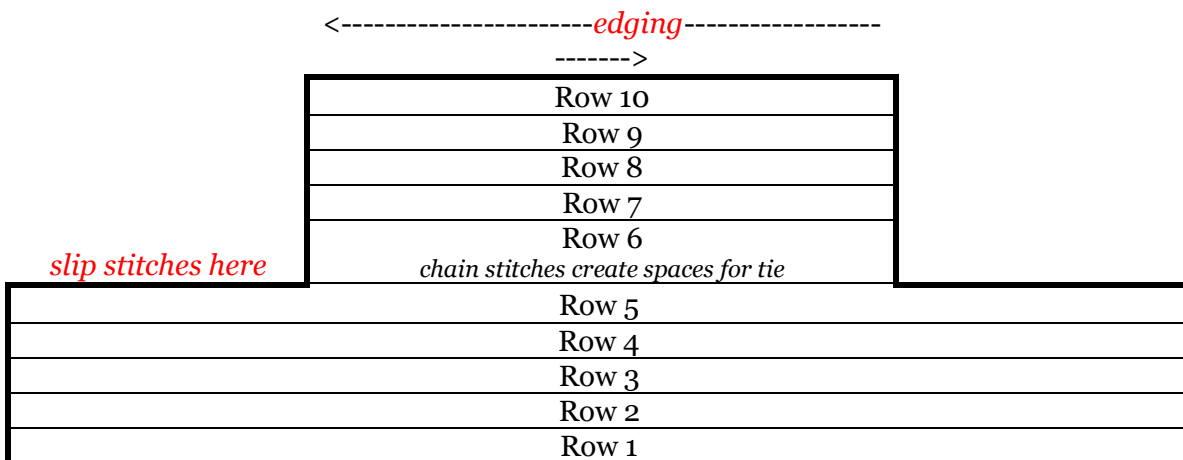 <-----------------------edging------------------
------->
Row 10
Row 9
Row 8
Row 7
Row 6
slip stitches here
chain stitches create spaces for tie
Row 5
Row 4
Row 3
Row 2
Row 1